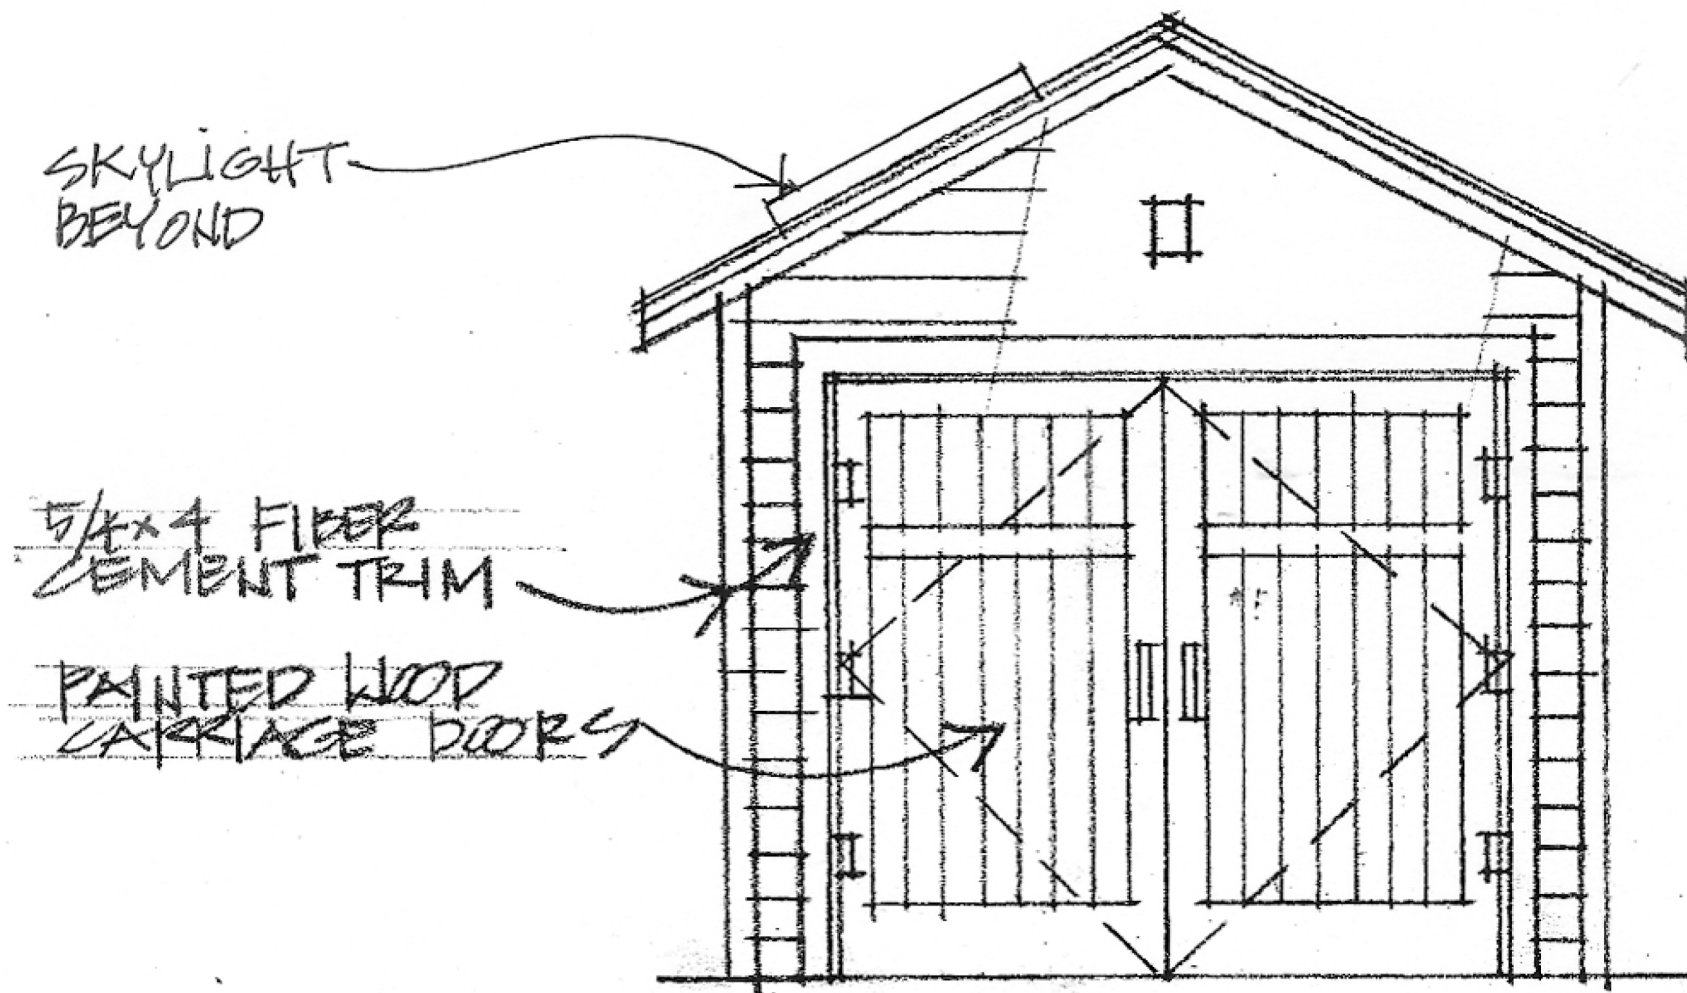 SKYLIGHT
BEYOND
5/4x4 FIBER
CEMENT TRIM
PAINTED WOOD
CARRIAGE DOORS